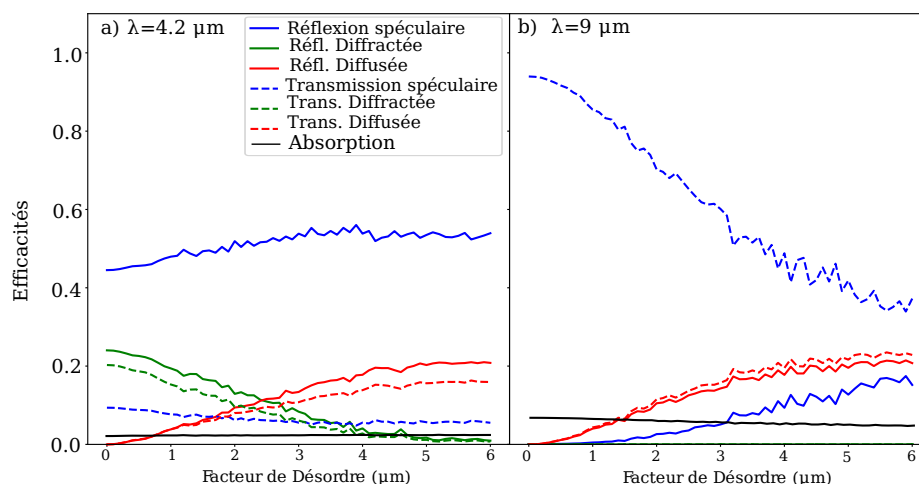 a) λ=4.2 µm
b) λ=9 µm
Réflexion spéculaire
Réfl. Diffractée
Réfl. Diffusée
Transmission spéculaire
Trans. Diffractée
Trans. Diffusée
Absorption
Efficacités
1.0
0.8
0.6
0.4
0.2
0.0
0 1 2 3 4 5 6
0 1 2 3 4 5 6
Facteur de Désordre (µm)
Facteur de Désordre (µm)